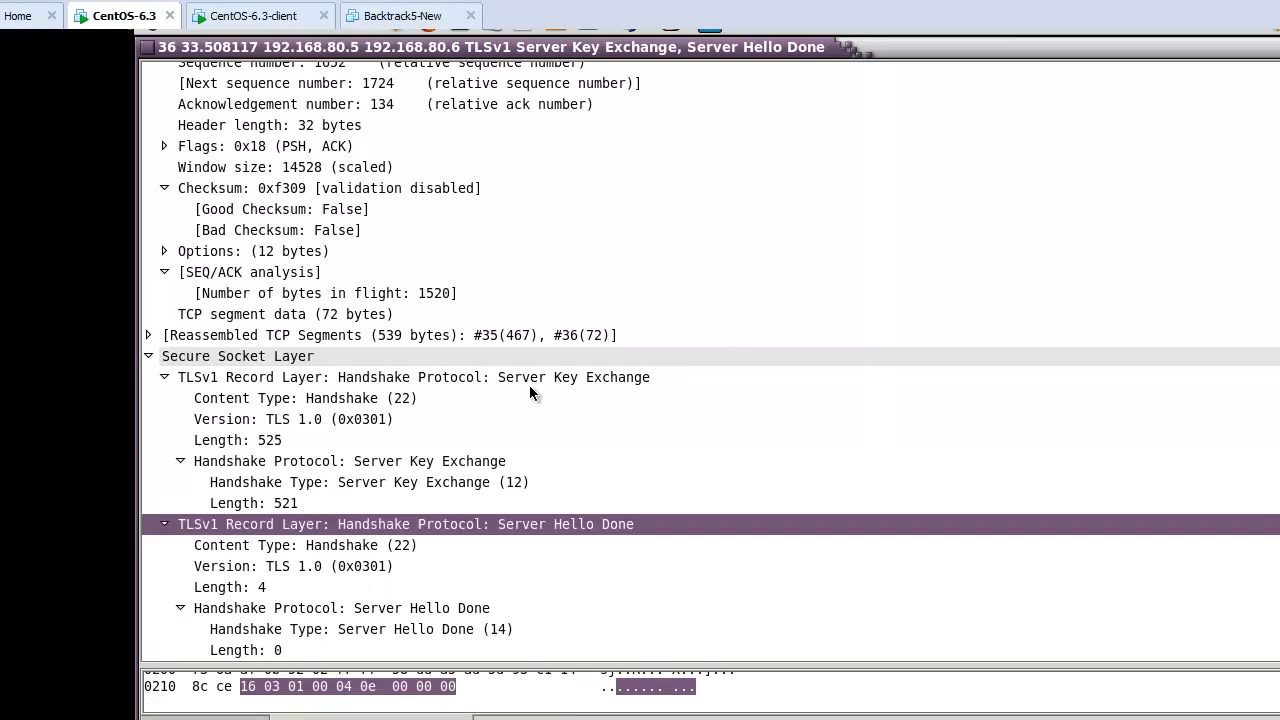 Home
CentOS-6.3
CentOS-6.3-client
Backtrack5-New
36 33.508117 192.168.80.5 192.168.80.6 TLSv1 Server Key Exchange, Server Hello Done
Sequence number: 1652    (relative sequence number)
[Next sequence number: 1724    (relative sequence number)]
Acknowledgement number: 134    (relative ack number)
Header length: 32 bytes
Flags: 0x18 (PSH, ACK)
Window size: 14528 (scaled)
Checksum: 0xf309 [validation disabled]
[Good Checksum: False]
[Bad Checksum: False]
Options: (12 bytes)
[SEQ/ACK analysis]
[Number of bytes in flight: 1520]
TCP segment data (72 bytes)
[Reassembled TCP Segments (539 bytes): #35(467), #36(72)]
Secure Socket Layer
TLSv1 Record Layer: Handshake Protocol: Server Key Exchange
Content Type: Handshake (22)
Version: TLS 1.0 (0x0301)
Length: 525
Handshake Protocol: Server Key Exchange
Handshake Type: Server Key Exchange (12)
Length: 521
TLSv1 Record Layer: Handshake Protocol: Server Hello Done
Content Type: Handshake (22)
Version: TLS 1.0 (0x0301)
Length: 4
Handshake Protocol: Server Hello Done
Handshake Type: Server Hello Done (14)
Length: 0
0210  8c ce 16 03 01 00 04 0e  00 00 00  ........ ...